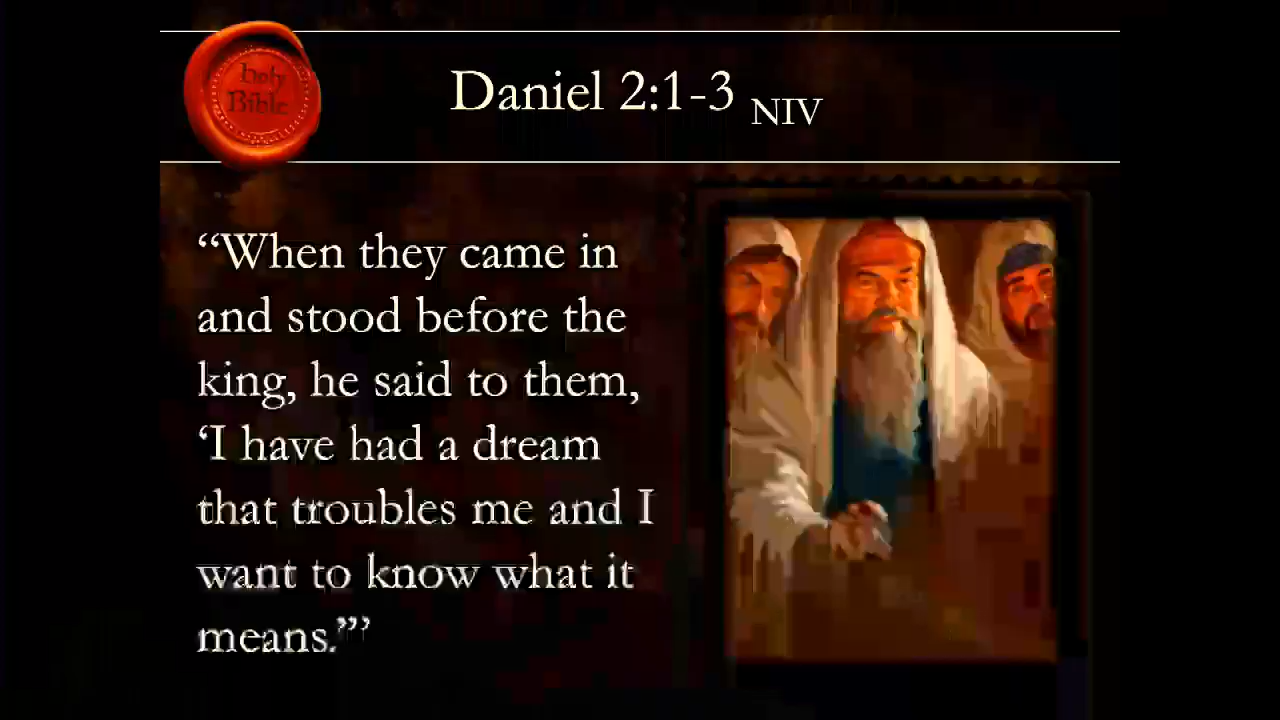 holy
Bible
Daniel 2:1-3 NIV
“When they came in
and stood before the
king, he said to them,
‘I have had a dream
that troubles me and I
want to know what it
means.”’